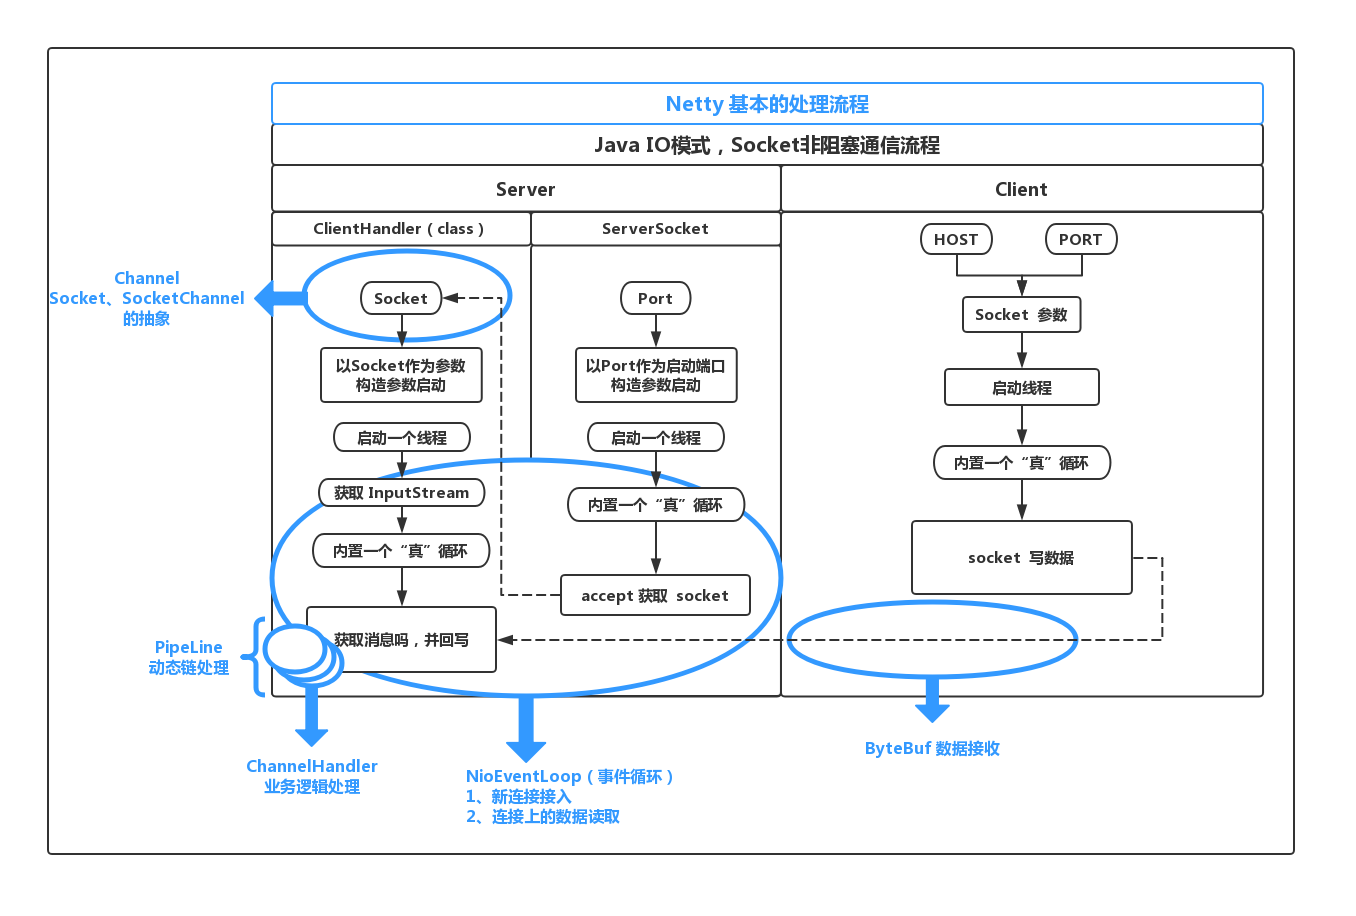 Netty 基本的处理流程
Java IO模式，Socket非阻塞通信流程
Server
Client
ClientHandler（class）
ServerSocket
HOST
PORT
Channel
Socket、SocketChannel
的抽象
Socket
Port
Socket 参数
以Socket作为参数
构造参数启动
以Port作为启动端口
构造参数启动
启动线程
启动一个线程
启动一个线程
内置一个“真”循环
获取 InputStream
内置一个“真”循环
内置一个“真”循环
socket 写数据
accept 获取 socket
获取消息吗，并回写
PipeLine
动态链处理
ChannelHandler
业务逻辑处理
NioEventLoop（事件循环）
1、新连接接入
2、连接上的数据读取
ByteBuf 数据接收